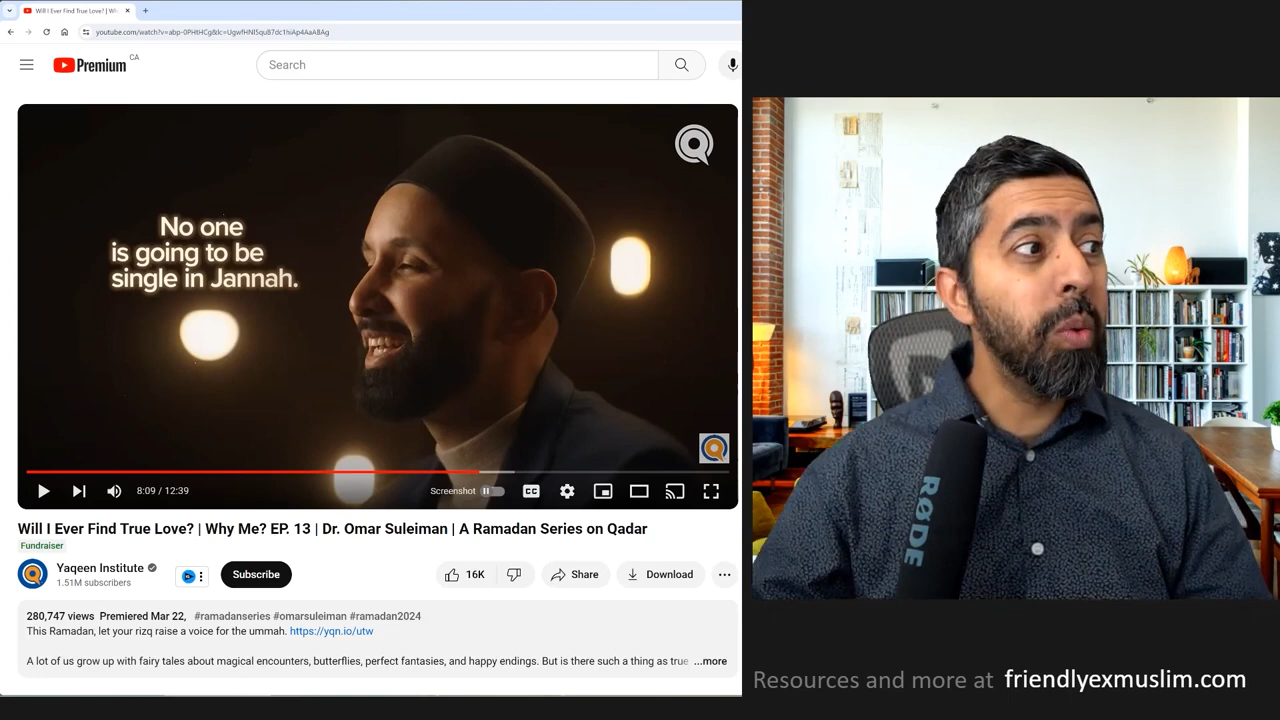 Will I Ever Find True Love? | Wh
youtube.com/watch?v=abp-0PHtHCg&lc=UgwfHNl5quB7dc1hiAp4AaABAg
Premium CA
Search
No one
is going to be
single in Jannah.
8:09 / 12:39
Screenshot
CC
Will I Ever Find True Love? | Why Me? EP. 13 | Dr. Omar Suleiman | A Ramadan Series on Qadar
Fundraiser
Yaqeen Institute
1.51M subscribers
Subscribe
16K
Share
Download
280,747 views Premiered Mar 22, #ramadanseries #omarsuleiman #ramadan2024
This Ramadan, let your rizq raise a voice for the ummah. https://yqn.io/utw
A lot of us grow up with fairy tales about magical encounters, butterflies, perfect fantasies, and happy endings. But is there such a thing as true ...more
RØDE
Resources and more at friendlyexmuslim.com